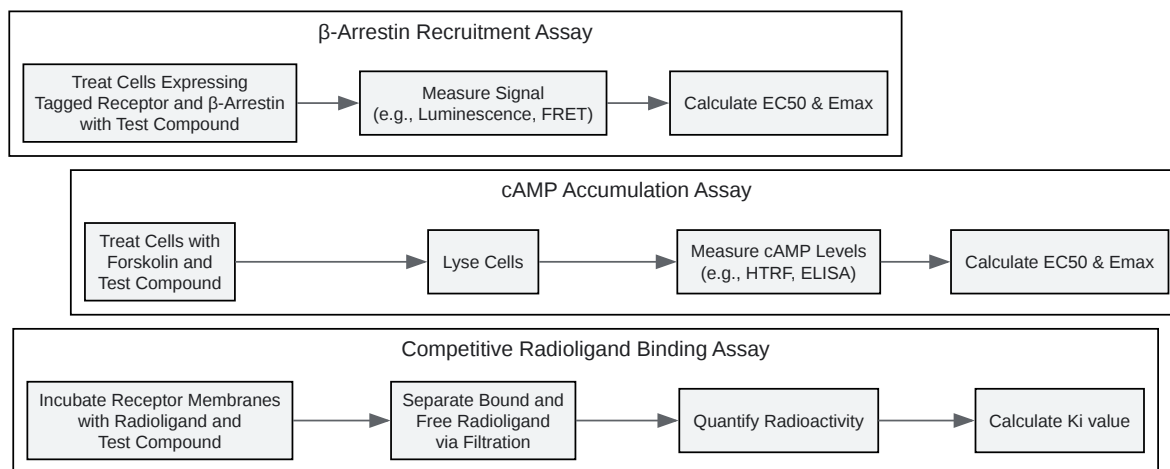 β-Arrestin Recruitment Assay
Treat Cells Expressing
Tagged Receptor and β-Arrestin
with Test Compound
Measure Signal
(e.g., Luminescence, FRET)
Calculate EC50 & Emax
cAMP Accumulation Assay
Treat Cells with
Forskolin and
Test Compound
Lyse Cells
Measure cAMP Levels
(e.g., HTRF, ELISA)
Calculate EC50 & Emax
Competitive Radioligand Binding Assay
Incubate Receptor Membranes
with Radioligand and
Test Compound
Separate Bound and
Free Radioligand
via Filtration
Quantify Radioactivity
Calculate Ki value